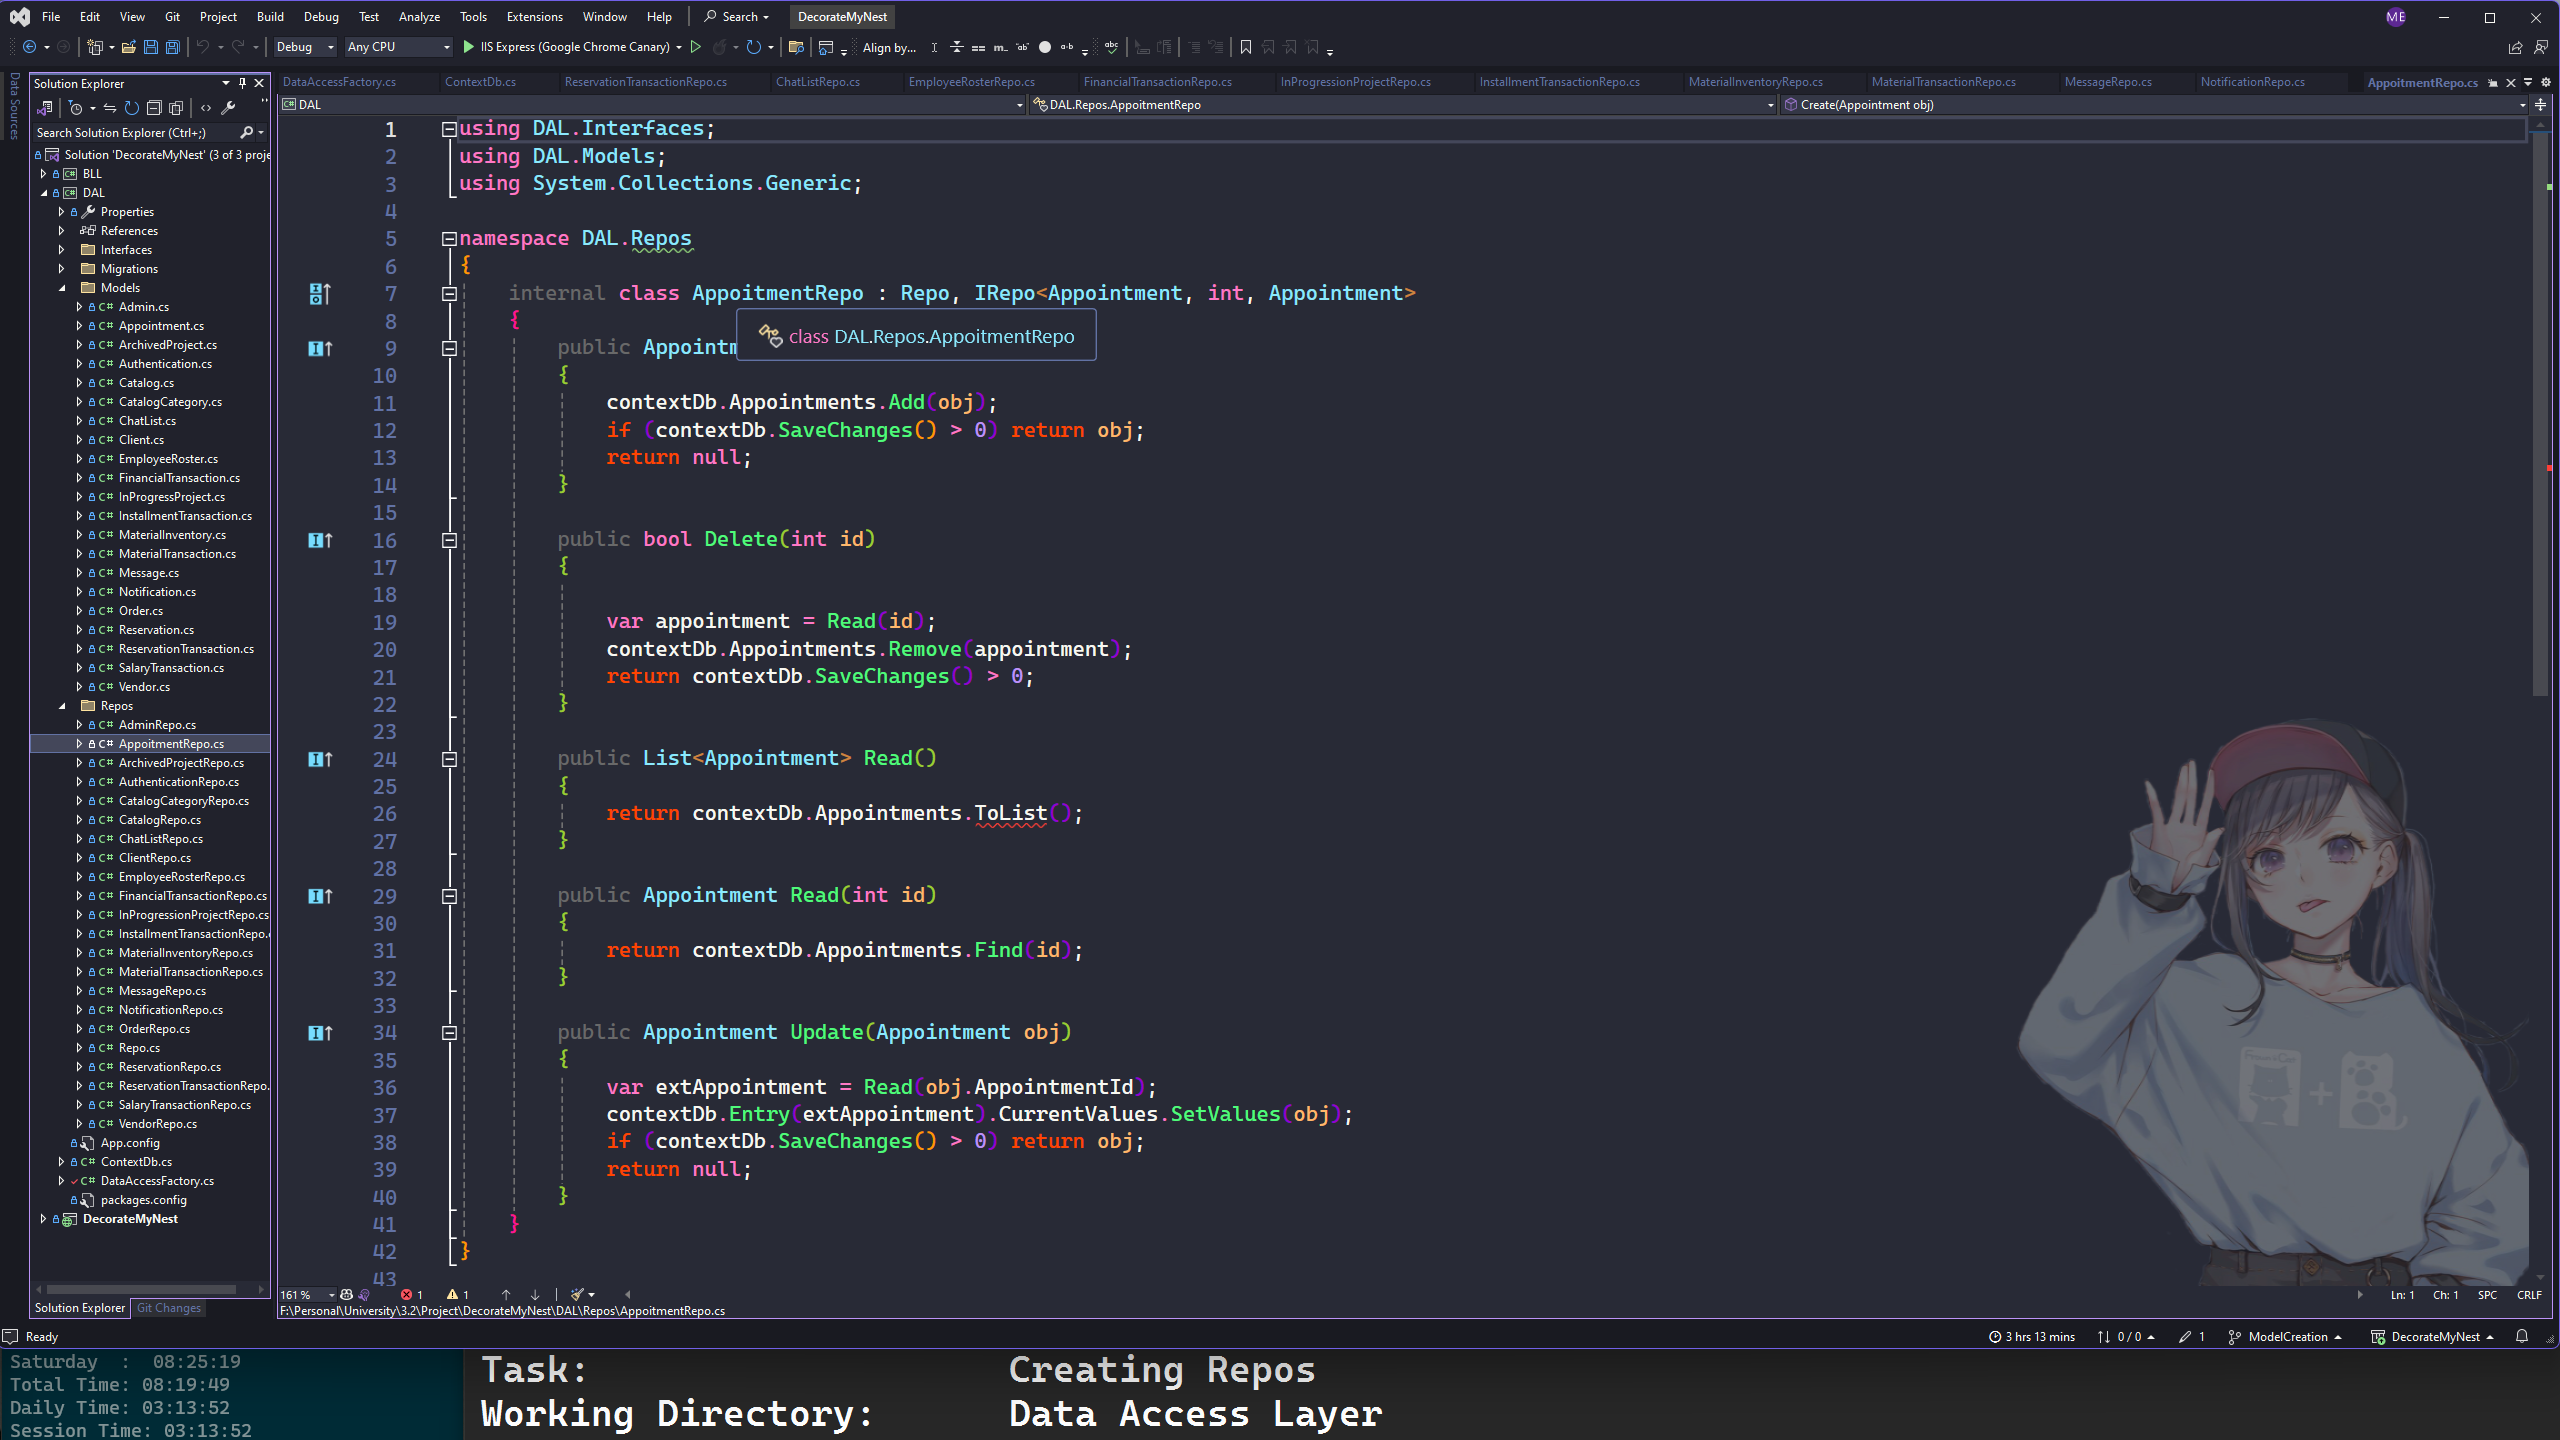 File Edit View Git Project Build Debug Test Analyze Tools Extensions Window Help Search DecorateMyNest ME
Debug Any CPU IIS Express (Google Chrome Canary) Align by...
Data Sources
Solution Explorer
Search Solution Explorer (Ctrl+;)
Solution 'DecorateMyNest' (3 of 3 proje
BLL
DAL
Properties
References
Interfaces
Migrations
Models
C# Admin.cs
C# Appointment.cs
C# ArchivedProject.cs
C# Authentication.cs
C# Catalog.cs
C# CatalogCategory.cs
C# ChatList.cs
C# Client.cs
C# EmployeeRoster.cs
C# FinancialTransaction.cs
C# InProgressProject.cs
C# InstallmentTransaction.cs
C# MaterialInventory.cs
C# MaterialTransaction.cs
C# Message.cs
C# Notification.cs
C# Order.cs
C# Reservation.cs
C# ReservationTransaction.cs
C# SalaryTransaction.cs
C# Vendor.cs
Repos
C# AdminRepo.cs
C# AppoitmentRepo.cs
C# ArchivedProjectRepo.cs
C# AuthenticationRepo.cs
C# CatalogCategoryRepo.cs
C# CatalogRepo.cs
C# ChatListRepo.cs
C# ClientRepo.cs
C# EmployeeRosterRepo.cs
C# FinancialTransactionRepo.cs
C# InProgressionProjectRepo.cs
C# InstallmentTransactionRepo.
C# MaterialInventoryRepo.cs
C# MaterialTransactionRepo.cs
C# MessageRepo.cs
C# NotificationRepo.cs
C# OrderRepo.cs
C# Repo.cs
C# ReservationRepo.cs
C# ReservationTransactionRepo.
C# SalaryTransactionRepo.cs
C# VendorRepo.cs
App.config
C# ContextDb.cs
C# DataAccessFactory.cs
packages.config
DecorateMyNest
Solution Explorer Git Changes
DataAccessFactory.cs ContextDb.cs ReservationTransactionRepo.cs ChatListRepo.cs EmployeeRosterRepo.cs FinancialTransactionRepo.cs InProgressionProjectRepo.cs InstallmentTransactionRepo.cs MaterialInventoryRepo.cs MaterialTransactionRepo.cs MessageRepo.cs NotificationRepo.cs AppoitmentRepo.cs
C# DAL DAL.Repos.AppoitmentRepo Create(Appointment obj)
1 using DAL.Interfaces;
2 using DAL.Models;
3 using System.Collections.Generic;
4
5 namespace DAL.Repos
6 {
7 internal class AppoitmentRepo : Repo, IRepo<Appointment, int, Appointment>
8 {
class DAL.Repos.AppoitmentRepo
9 public Appointm
10 {
11 contextDb.Appointments.Add(obj);
12 if (contextDb.SaveChanges() > 0) return obj;
13 return null;
14 }
15
16 public bool Delete(int id)
17 {
18
19 var appointment = Read(id);
20 contextDb.Appointments.Remove(appointment);
21 return contextDb.SaveChanges() > 0;
22 }
23
24 public List<Appointment> Read()
25 {
26 return contextDb.Appointments.ToList();
27 }
28
29 public Appointment Read(int id)
30 {
31 return contextDb.Appointments.Find(id);
32 }
33
34 public Appointment Update(Appointment obj)
35 {
36 var extAppointment = Read(obj.AppointmentId);
37 contextDb.Entry(extAppointment).CurrentValues.SetValues(obj);
38 if (contextDb.SaveChanges() > 0) return obj;
39 return null;
40 }
41 }
42 }
43
161 % 1 1 Ln: 1 Ch: 1 SPC CRLF
F:\Personal\University\3.2\Project\DecorateMyNest\DAL\Repos\AppoitmentRepo.cs
Ready 3 hrs 13 mins 0 / 0 1 ModelCreation DecorateMyNest
Saturday : 08:25:19
Total Time: 08:19:49
Daily Time: 03:13:52
Session Time: 03:13:52
Task: Creating Repos
Working Directory: Data Access Layer